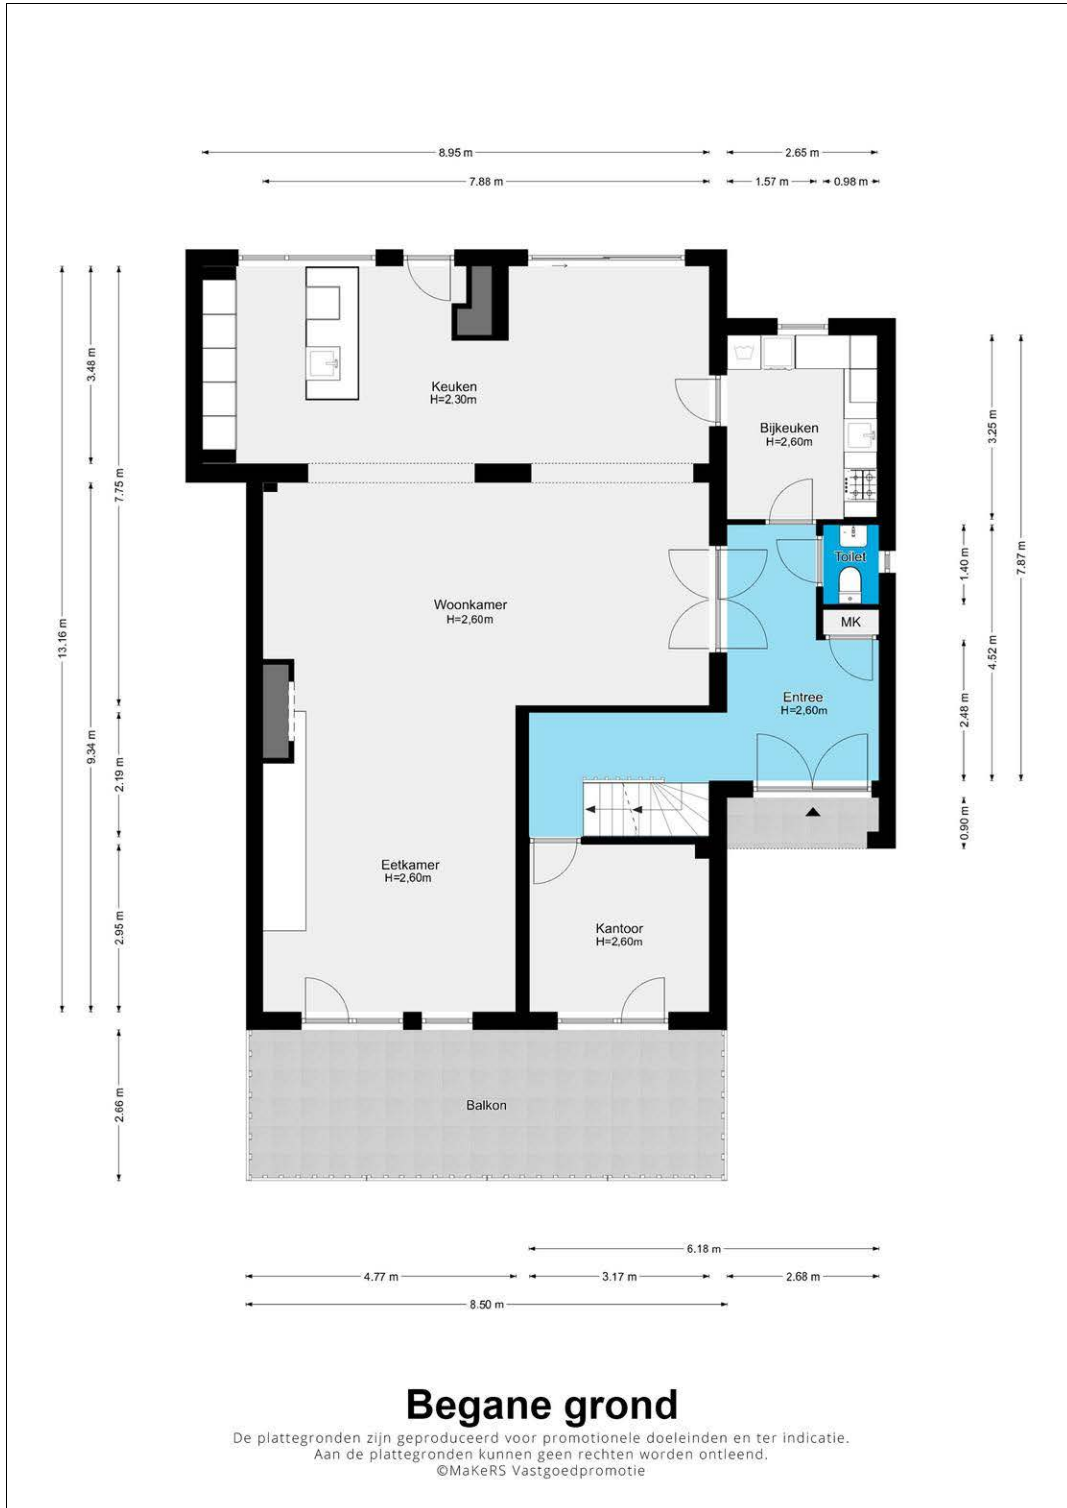 8.95 m
2.65 m
7.88 m
1.57 m
0.98 m
13.16 m
3.48 m
7.75 m
9.34 m
2.19 m
2.95 m
2.66 m
Keuken
H=2.30m
Bijkeuken
H=2,60m
Toilet
MK
Woonkamer
H=2,60m
Entree
H=2,60m
Eetkamer
H=2,60m
Kantoor
H=2,60m
Balkon
3.25 m
7.87 m
1.40 m
4.52 m
2.48 m
0.90 m
6.18 m
4.77 m
3.17 m
2.68 m
8.50 m
Begane grond
De plattegronden zijn geproduceerd voor promotionele doeleinden en ter indicatie.
Aan de plattegronden kunnen geen rechten worden ontleend.
©MaKeRS Vastgoedpromotie